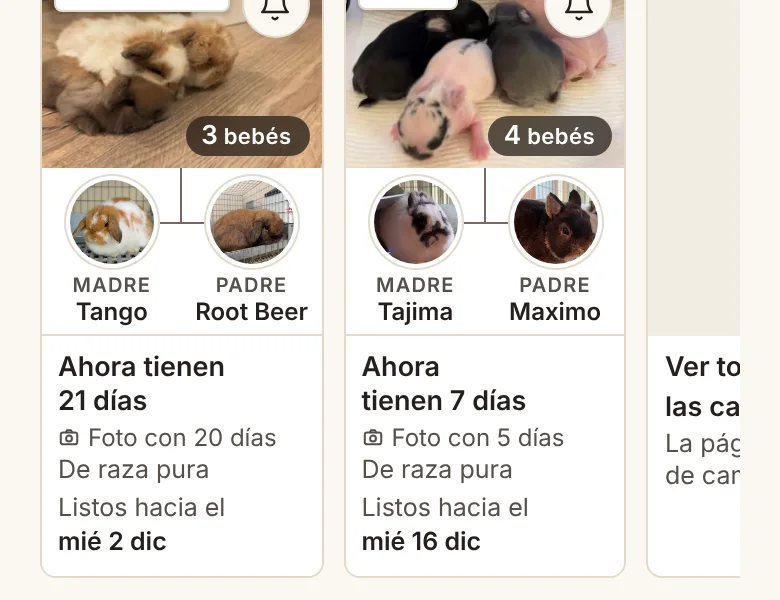 3 bebés
MADRE
Tango
PADRE
Root Beer
Ahora tienen
21 días
Foto con 20 días
De raza pura
Listos hacia el
mié 2 dic
4 bebés
MADRE
Tajima
PADRE
Maximo
Ahora
tienen 7 días
Foto con 5 días
De raza pura
Listos hacia el
mié 16 dic
Ver to
las ca
La pág
de car